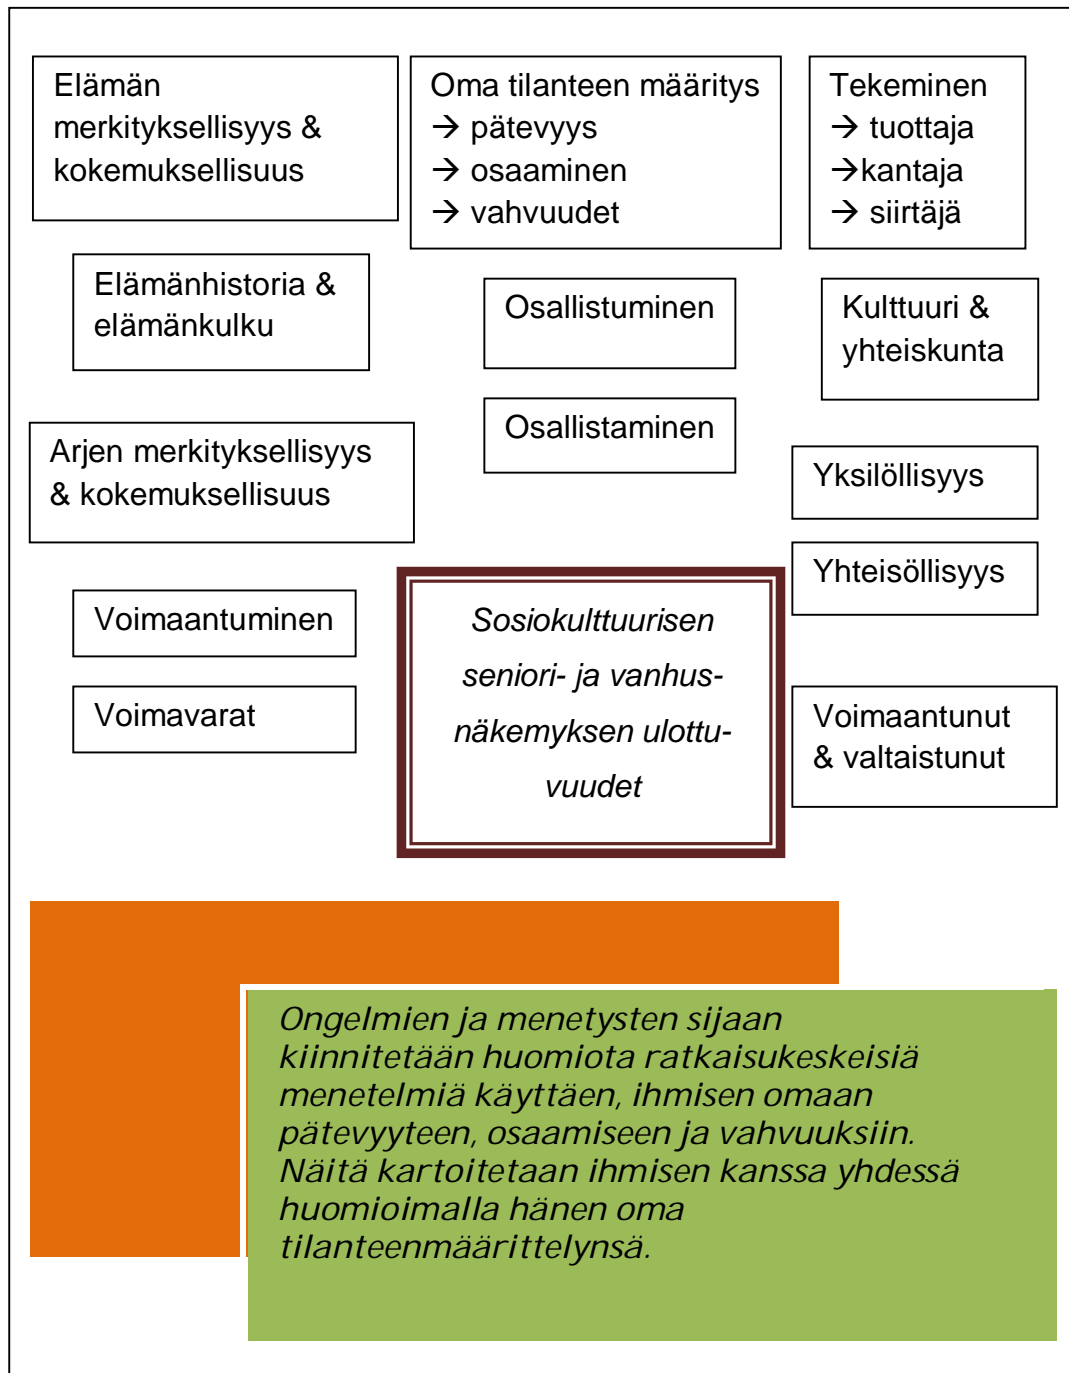 Elämän
merkityksellisyys &
kokemuksellisuus
Oma tilanteen määritys
→ pätevyys
→ osaaminen
→ vahvuudet
Tekeminen
→ tuottaja
→kantaja
→ siirtäjä
Elämänhistoria &
elämänkulku
Osallistuminen
Kulttuuri &
yhteiskunta
Osallistaminen
Arjen merkityksellisyys
& kokemuksellisuus
Yksilöllisyys
Yhteisöllisyys
Voimaantuminen
Voimavarat
Sosiokulttuurisen
seniori- ja vanhus-
näkemyksen ulottu-
vuudet
Voimaantunut
& valtaistunut
Ongelmien ja menetysten sijaan
kiinnitetään huomiota ratkaisukeskeisiä
menetelmiä käyttäen, ihmisen omaan
pätevyyteen, osaamiseen ja vahvuuksiin.
Näitä kartoitetaan ihmisen kanssa yhdessä
huomioimalla hänen oma
tilanteenmäärittelynsä.